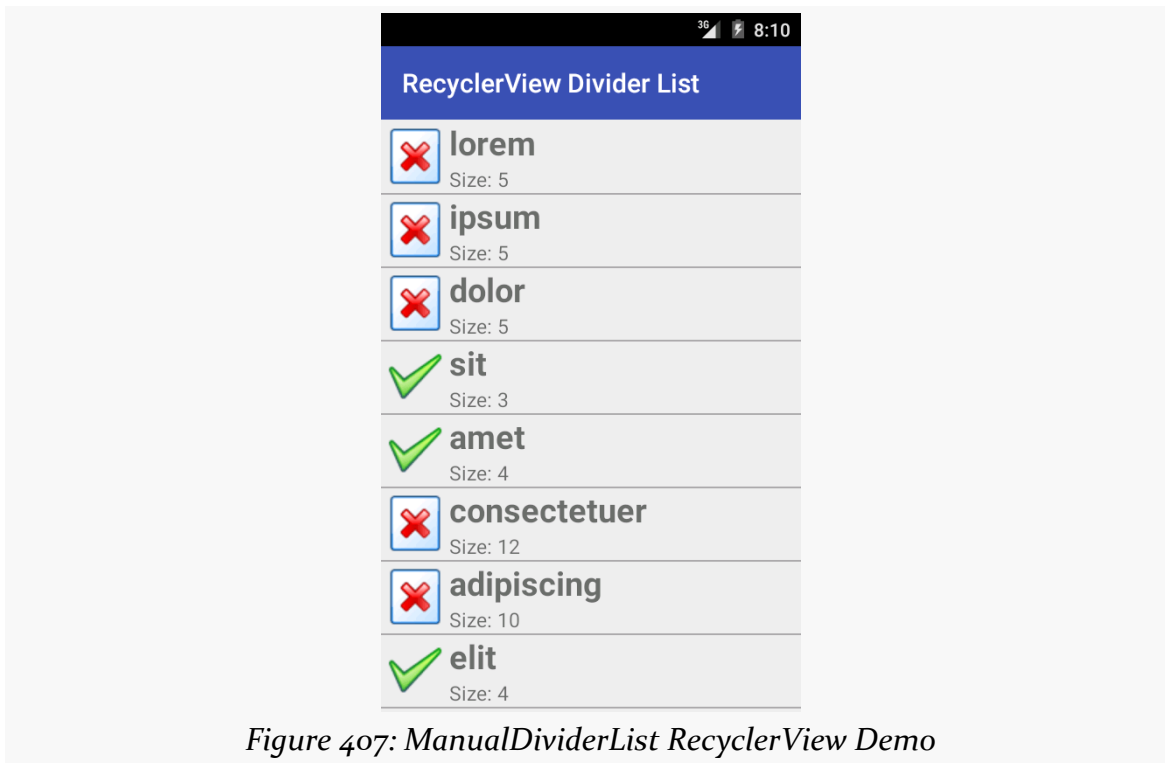 3G 8:10
RecyclerView Divider List
lorem
Size: 5
ipsum
Size: 5
dolor
Size: 5
sit
Size: 3
amet
Size: 4
consectetuer
Size: 12
adipiscing
Size: 10
elit
Size: 4
Figure 407: ManualDividerList RecyclerView Demo